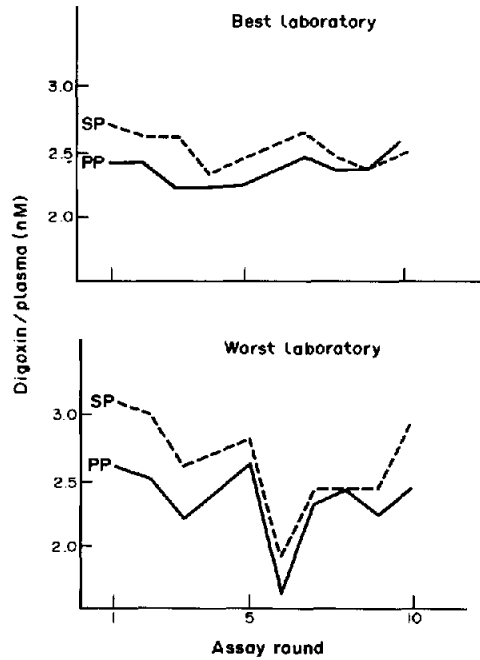 Best laboratory
3.0
SP
2.5
PP
2.0
Digoxin/plasma (nM)
Worst laboratory
SP
3.0
PP
2.5
2.0
1 5 10
Assay round